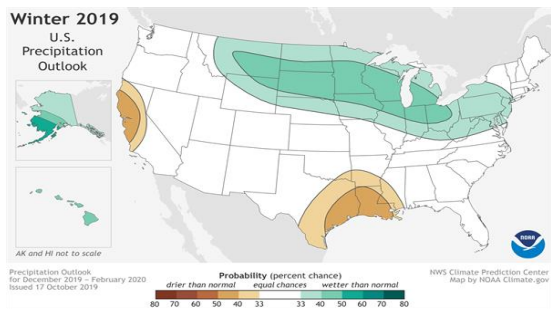 Winter 2019
U.S.
Precipitation
Outlook
AK and HI not to scale
NOAA
Precipitation Outlook
for December 2019 – February 2020
Issued 17 October 2019
Probability (percent chance)
drier than normal equal chances wetter than normal
80 70 60 50 40 33 33 40 50 60 70 80
NWS Climate Prediction Center
Map by NOAA Climate.gov